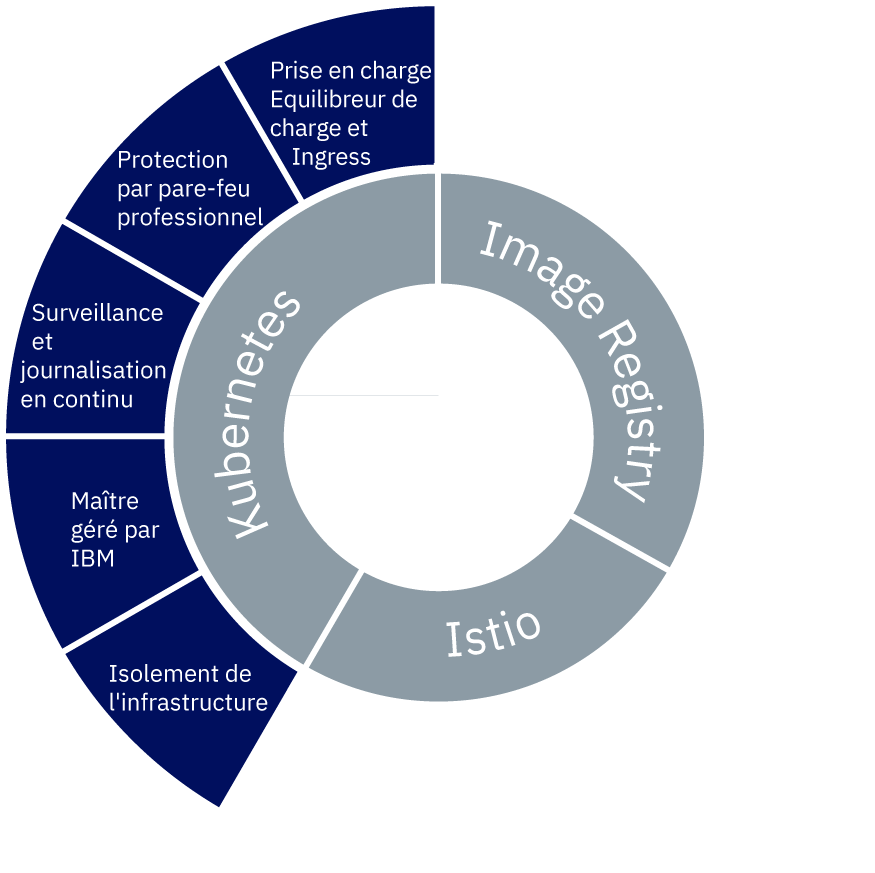 Prise en charge
Equilibreur de
charge et
Ingress
Protection
par pare-feu
professionnel
Surveillance
et
journalisation
en continu
Maître
géré par
IBM
Isolement de
l'infrastructure
Kubernetes
Image Registry
Istio